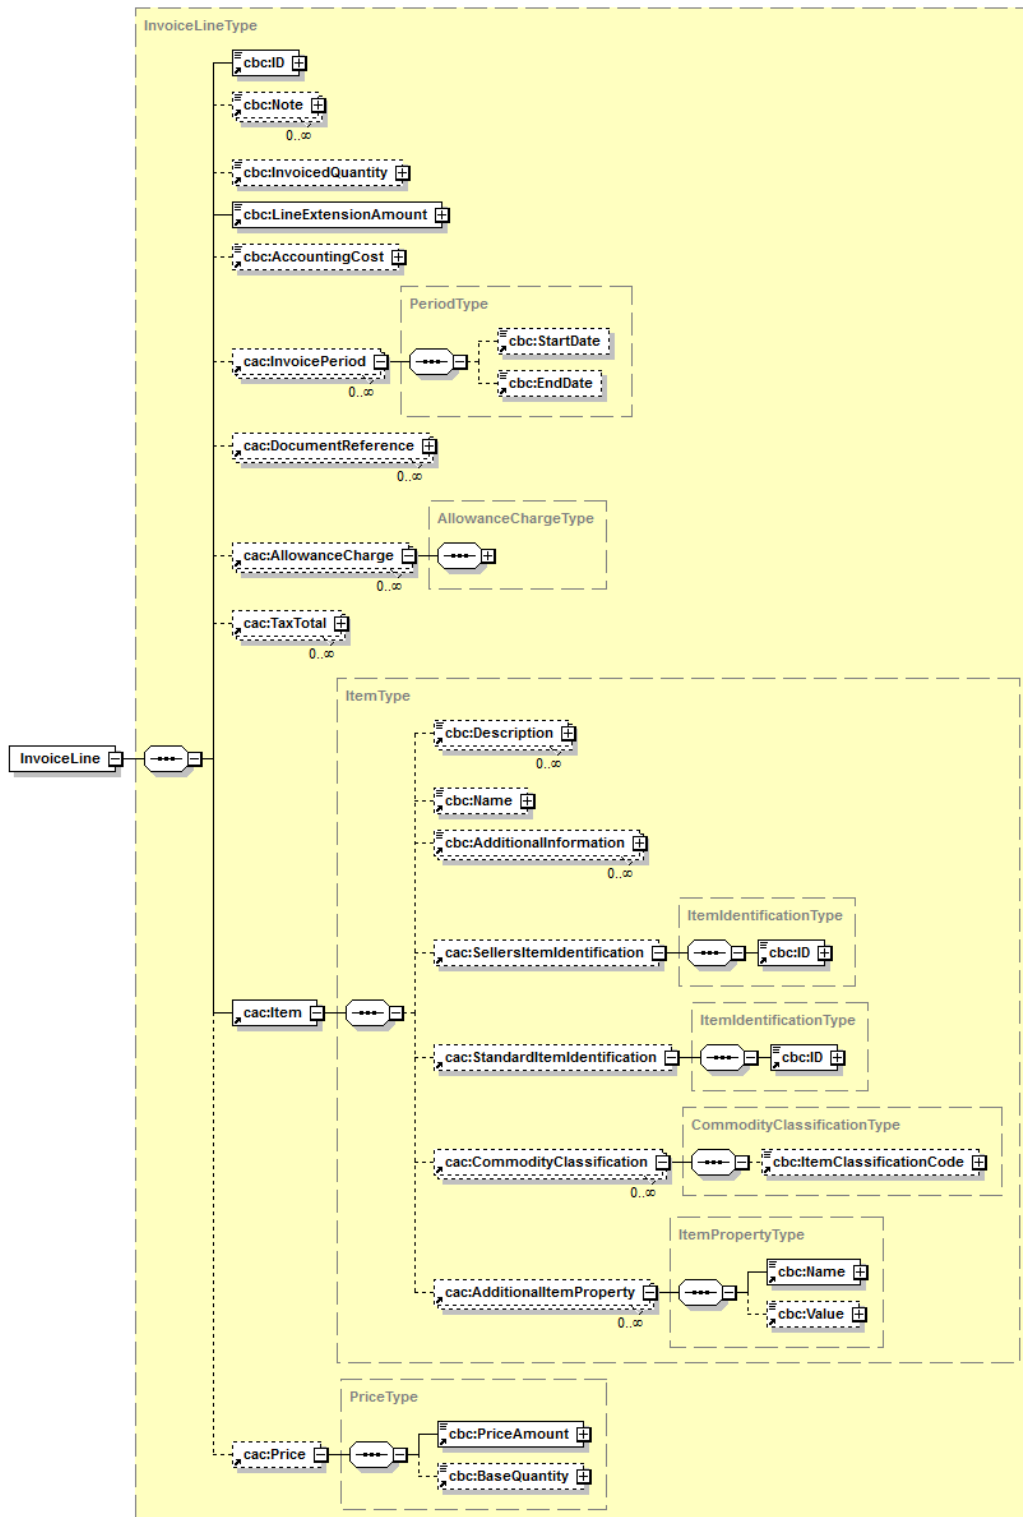 InvoiceLineType
cbc:ID
cbc:Note
0..∞
cbc:InvoicedQuantity
cbc:LineExtensionAmount
cbc:AccountingCost
PeriodType
cbc:StartDate
cac:InvoicePeriod
0..∞
cbc:EndDate
cac:DocumentReference
0..∞
AllowanceChargeType
cac:AllowanceCharge
0..∞
cac:TaxTotal
0..∞
ItemType
cbc:Description
0..∞
InvoiceLine
cbc:Name
cbc:AdditionalInformation
0..∞
ItemIdentificationType
cac:SellersItemIdentification
cbc:ID
cac:Item
ItemIdentificationType
cac:StandardItemIdentification
cbc:ID
CommodityClassificationType
cac:CommodityClassification
0..∞
cbc:ItemClassificationCode
ItemPropertyType
cbc:Name
cac:AdditionalItemProperty
0..∞
cbc:Value
PriceType
cbc:PriceAmount
cac:Price
cbc:BaseQuantity